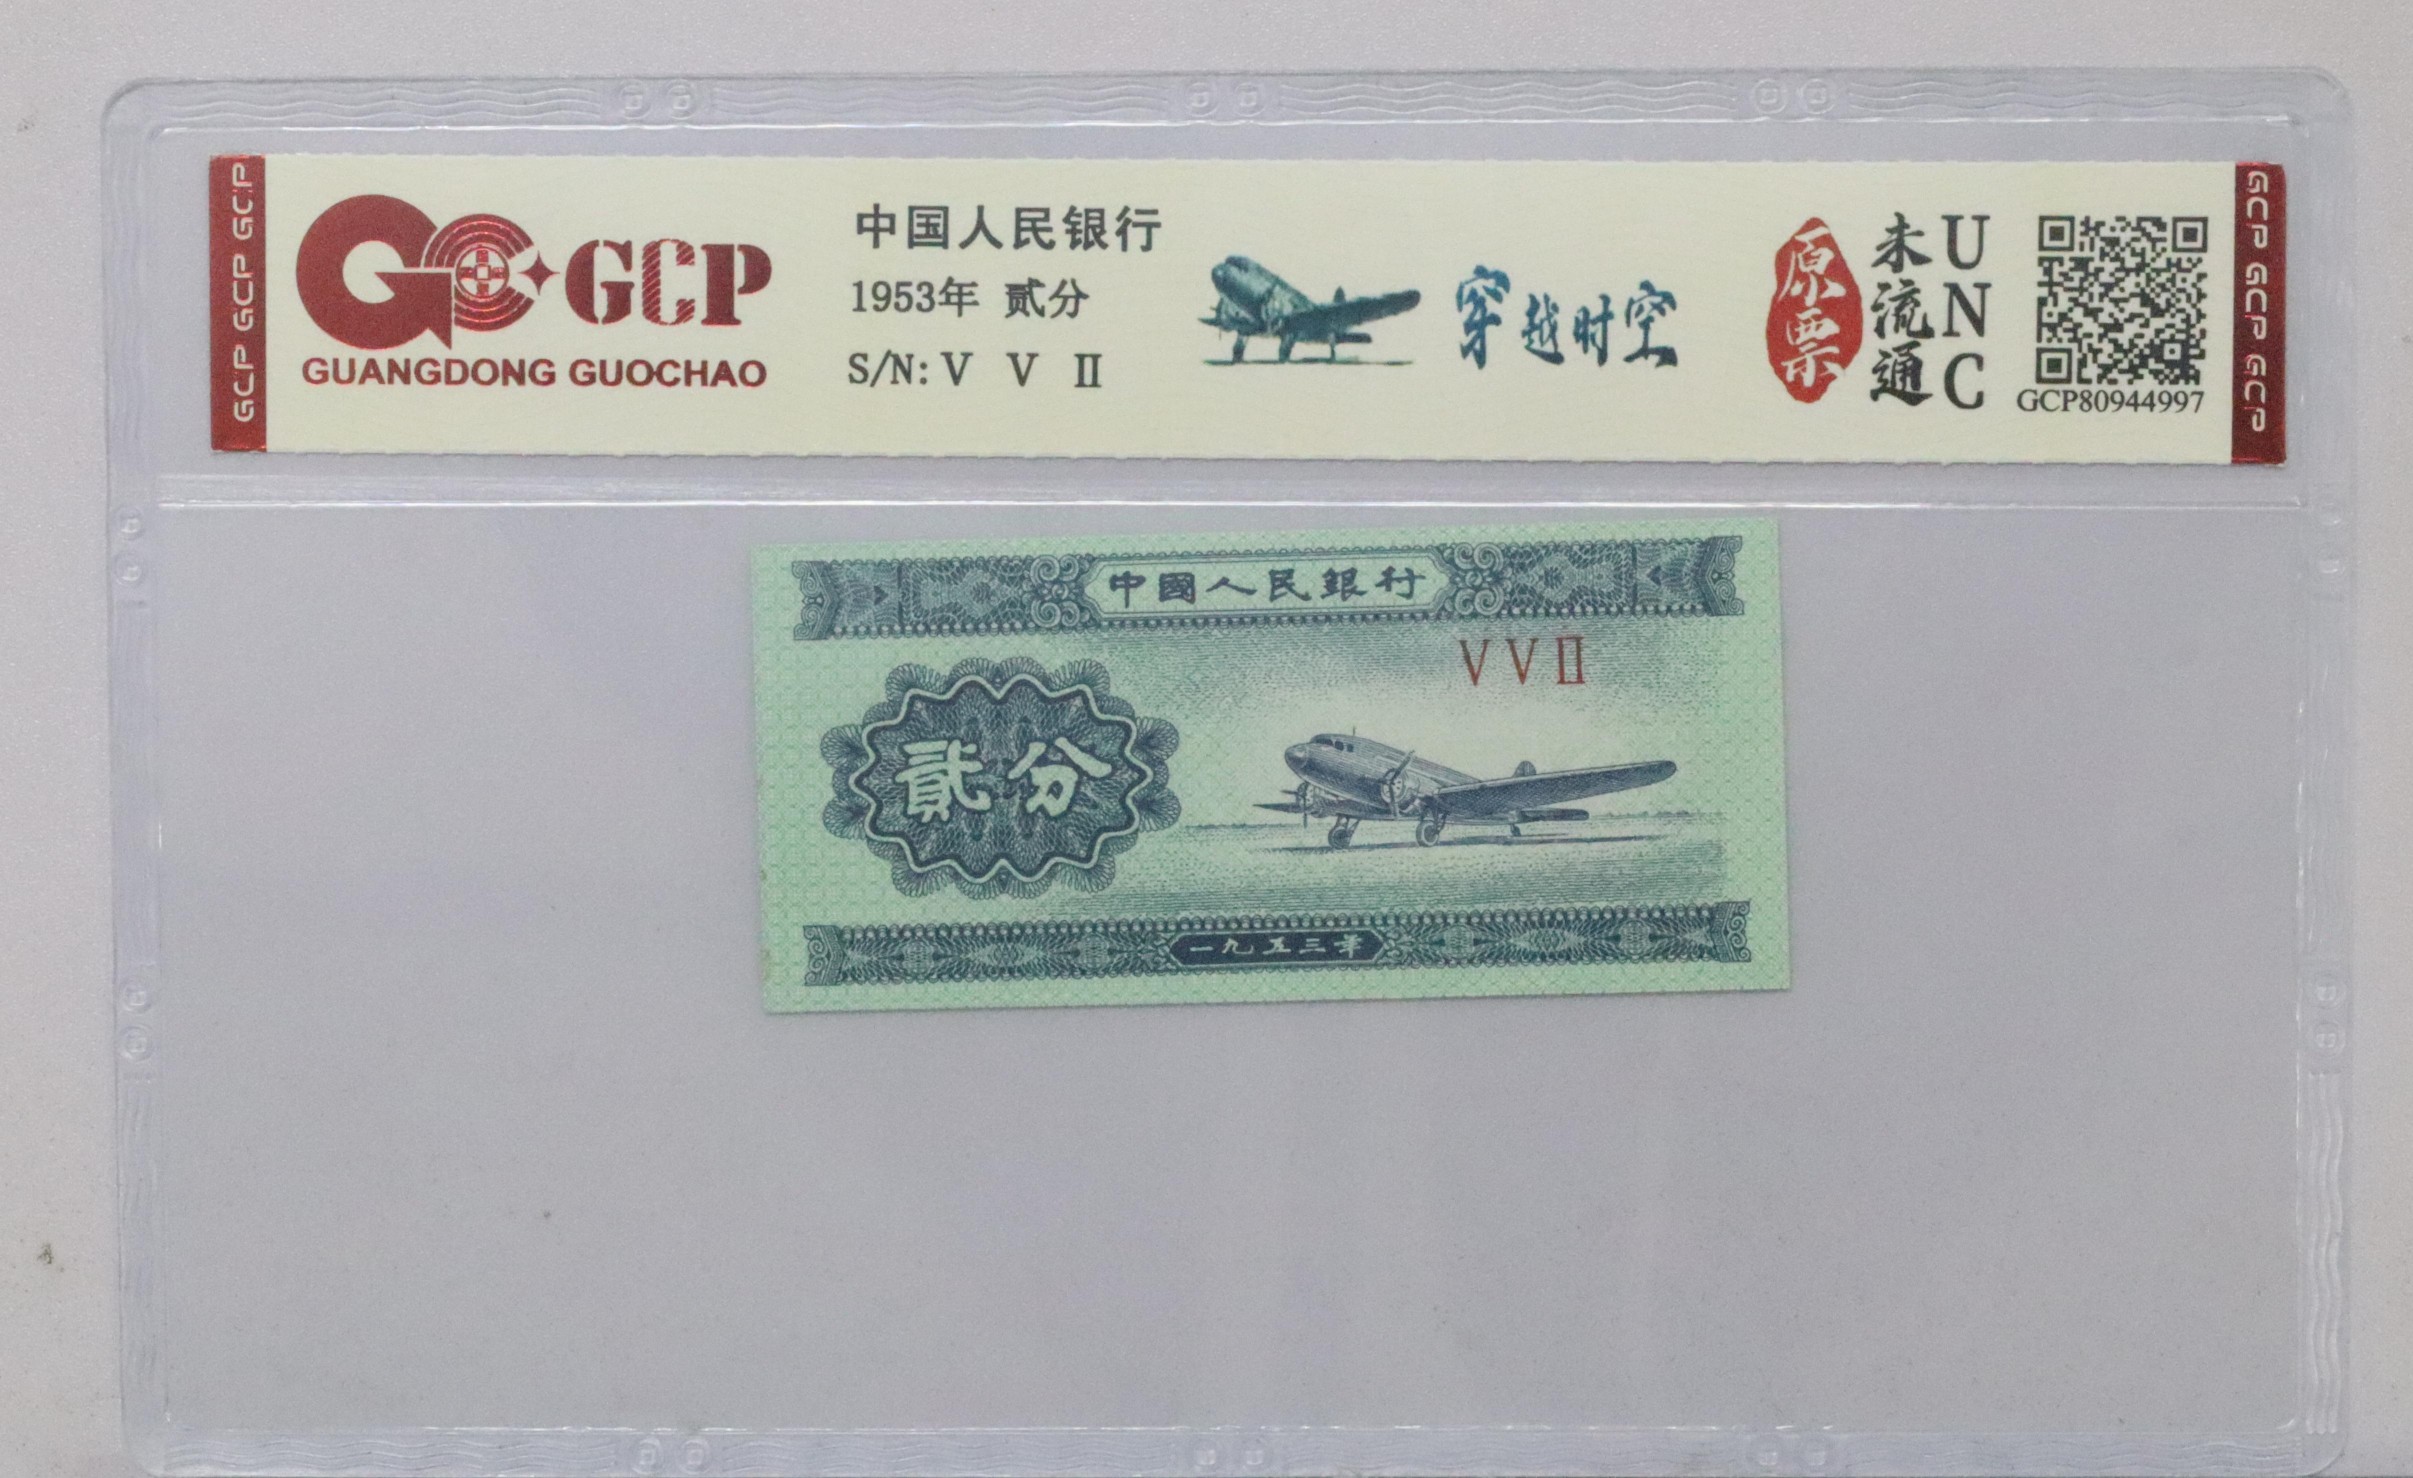 GCP GCP GCP
GCP
GUANGDONG GUOCHAO
中国人民银行
1953年 贰分
S/N: V V Ⅱ
穿越时空
原票
未流通
UNC
GCP80944997
GCP GCP GCP
中國人民銀行
V V Ⅱ
貳分
一九五三年